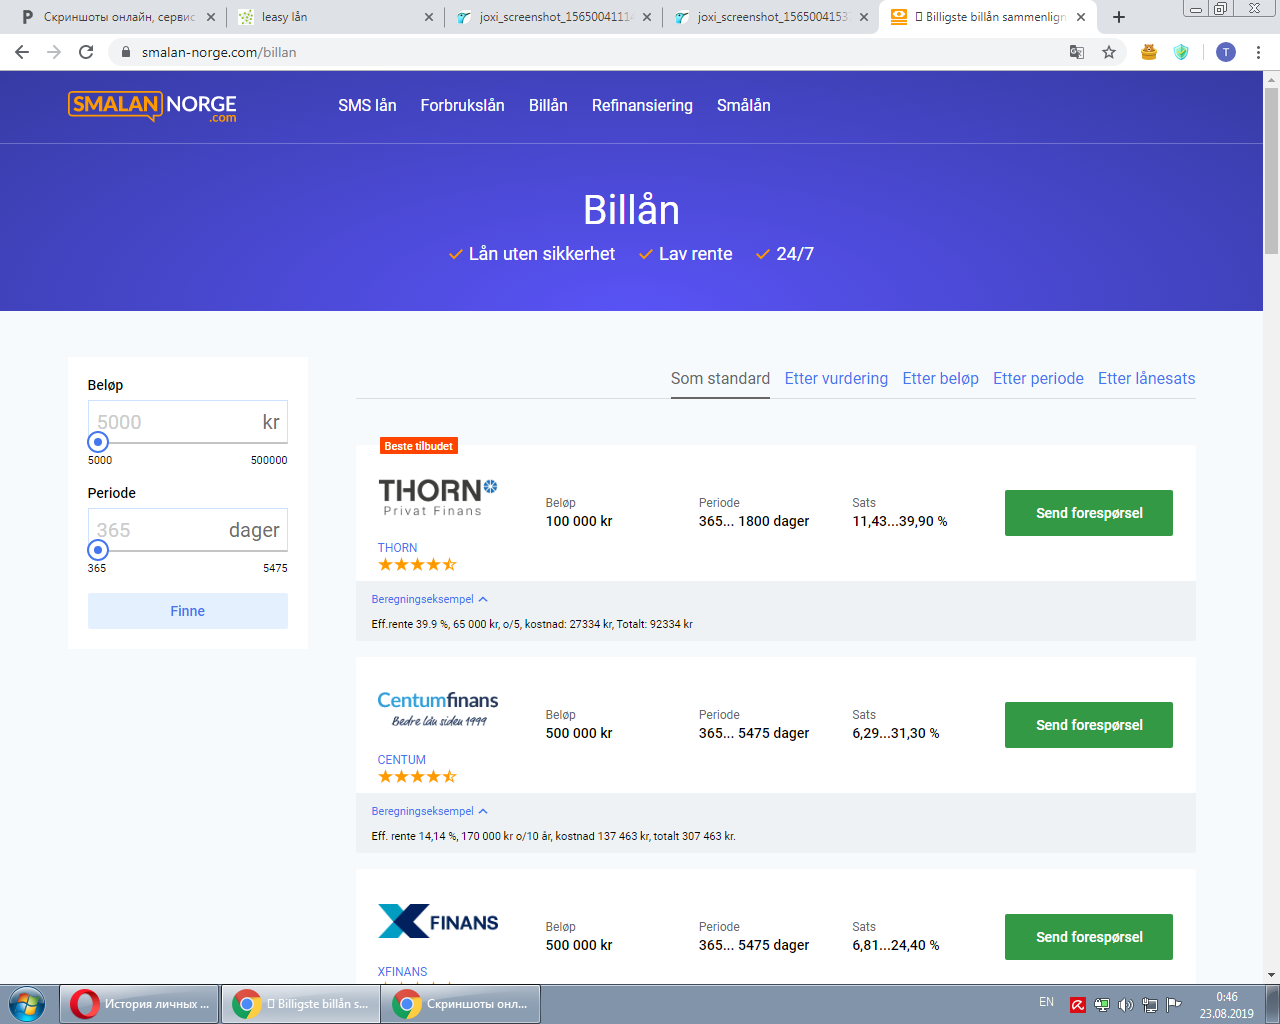 Скриншоты онлайн, сервис
leasy lån
joxi_screenshot_1565004111
joxi_screenshot_1565004153
Billigste billån sammenlign
smalan-norge.com/billan
T
SMALAN NORGE
.com
SMS lån Forbrukslån Billån Refinansiering Smålån
Billån
Lån uten sikkerhet Lav rente 24/7
Beløp
5000 kr
5000 500000
Periode
365 dager
365 5475
Finne
Som standard Etter vurdering Etter beløp Etter periode Etter lånesats
Beste tilbudet
THORN
Privat Finans
THORN
Beløp
100 000 kr
Periode
365... 1800 dager
Sats
11,43...39,90 %
Send forespørsel
Beregningseksempel
Eff.rente 39.9 %, 65 000 kr, o/5, kostnad: 27334 kr, Totalt: 92334 kr
Centumfinans
Bedre lån siden 1999
CENTUM
Beløp
500 000 kr
Periode
365... 5475 dager
Sats
6,29...31,30 %
Send forespørsel
Beregningseksempel
Eff. rente 14,14 %, 170 000 kr o/10 år, kostnad 137 463 kr, totalt 307 463 kr.
X FINANS
XFINANS
Beløp
500 000 kr
Periode
365... 5475 dager
Sats
6,81...24,40 %
Send forespørsel
История личных ...
Billigste billån s...
Скриншоты онл...
EN
0:46
23.08.2019